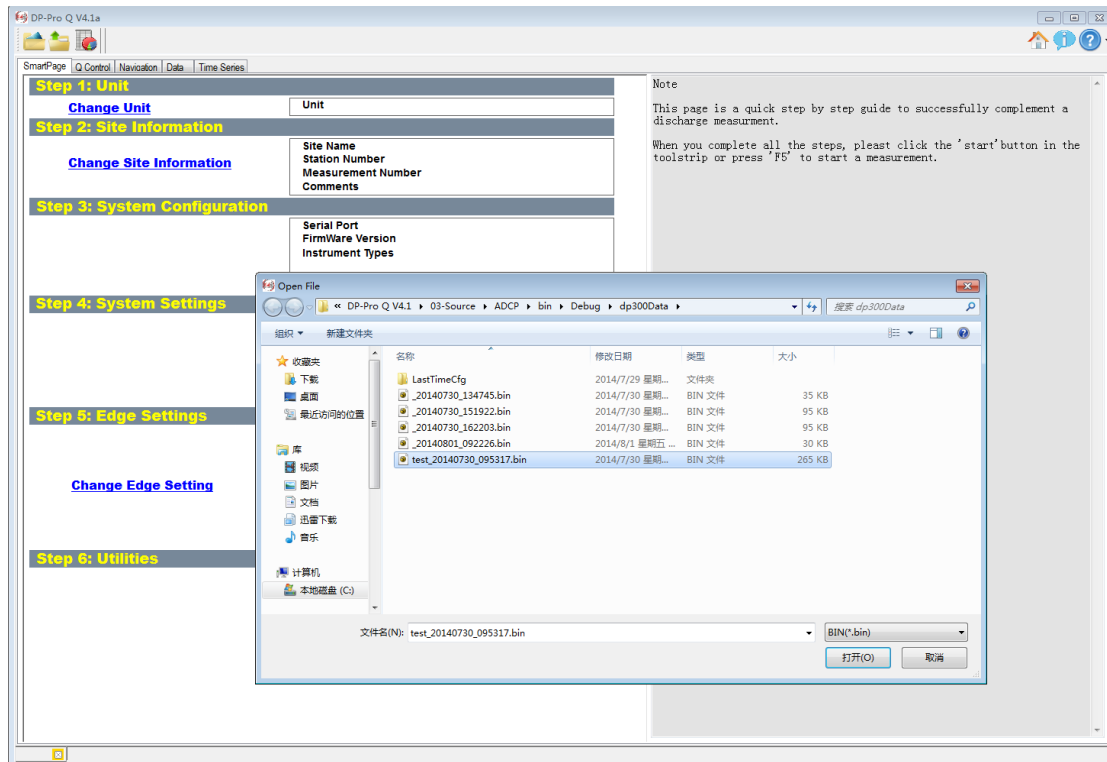 DP-Pro Q V4.1a
SmartPage Q Control Navigation Data Time Series
Step 1: Unit
Change Unit
Unit
Step 2: Site Information
Change Site Information
Site Name
Station Number
Measurement Number
Comments
Step 3: System Configuration
Serial Port
FirmWare Version
Instrument Types
Step 4: System Settings
Step 5: Edge Settings
Change Edge Setting
Step 6: Utilities
Note
This page is a quick step by step guide to successfully complement a
discharge measurment.
When you complete all the steps, pleast click the 'start'button in the
toolstrip or press 'F5' to start a measurement.
Open File
« DP-Pro Q V4.1 ▸ 03-Source ▸ ADCP ▸ bin ▸ Debug ▸ dp300Data ▸
搜索 dp300Data
组织 新建文件夹
收藏夹
下载
桌面
最近访问的位置
库
视频
图片
文档
迅雷下载
音乐
计算机
本地磁盘 (C:)
名称 修改日期 类型 大小
LastTimeCfg 2014/7/29 星期... 文件夹
_20140730_134745.bin 2014/7/30 星期... BIN 文件 35 KB
_20140730_151922.bin 2014/7/30 星期... BIN 文件 95 KB
_20140730_162203.bin 2014/7/30 星期... BIN 文件 95 KB
_20140801_092226.bin 2014/8/1 星期五 ... BIN 文件 30 KB
test_20140730_095317.bin 2014/7/30 星期... BIN 文件 265 KB
文件名(N): test_20140730_095317.bin
BIN(*.bin)
打开(O) 取消